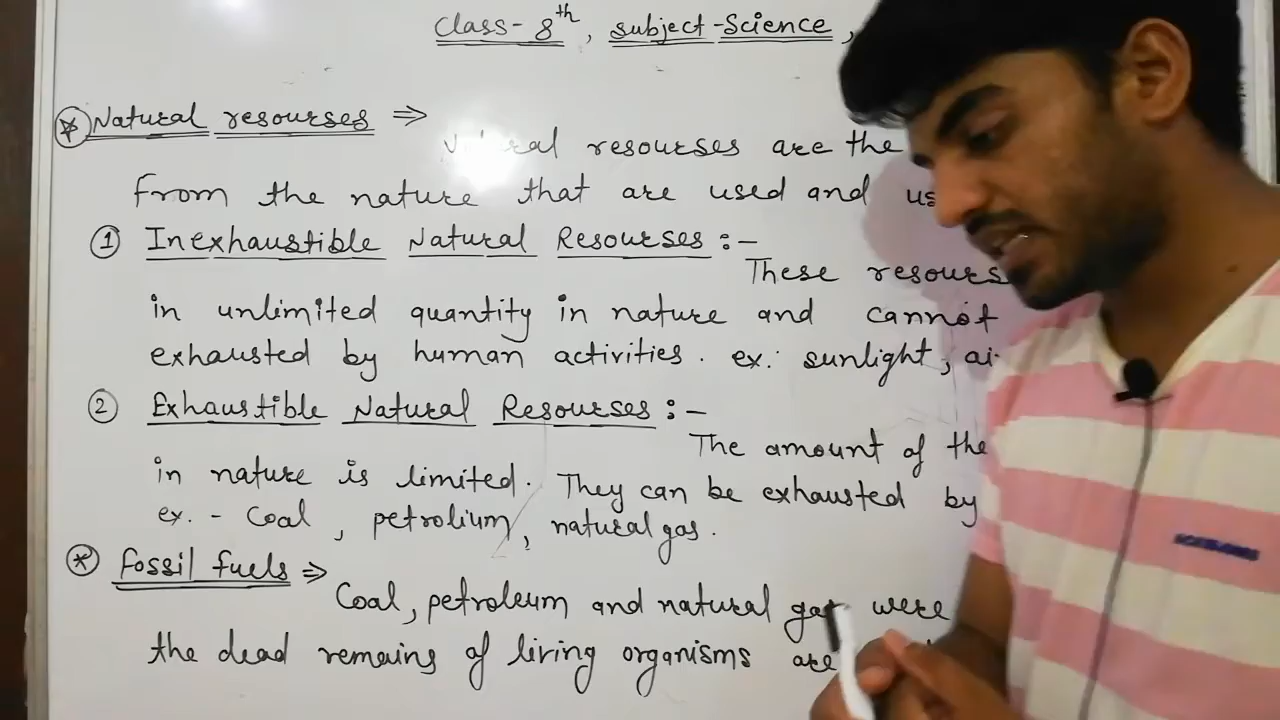 Class- 8th, subject-Science,
Natural resourses ⇒
resourses are the
From the nature that are used and
① Inexhaustible Natural Resourses :-
These
in unlimited quantity in nature and cannot
exhausted by human activities. ex: sunlight,
② Exhaustible Natural Resourses :-
The amount of the
in nature is limited. They can be exhausted by
ex. - Coal, petrolium, natural gas.
Fossil fuels ⇒
Coal, petroleum and natural gas were
the dead remains of living organisms are